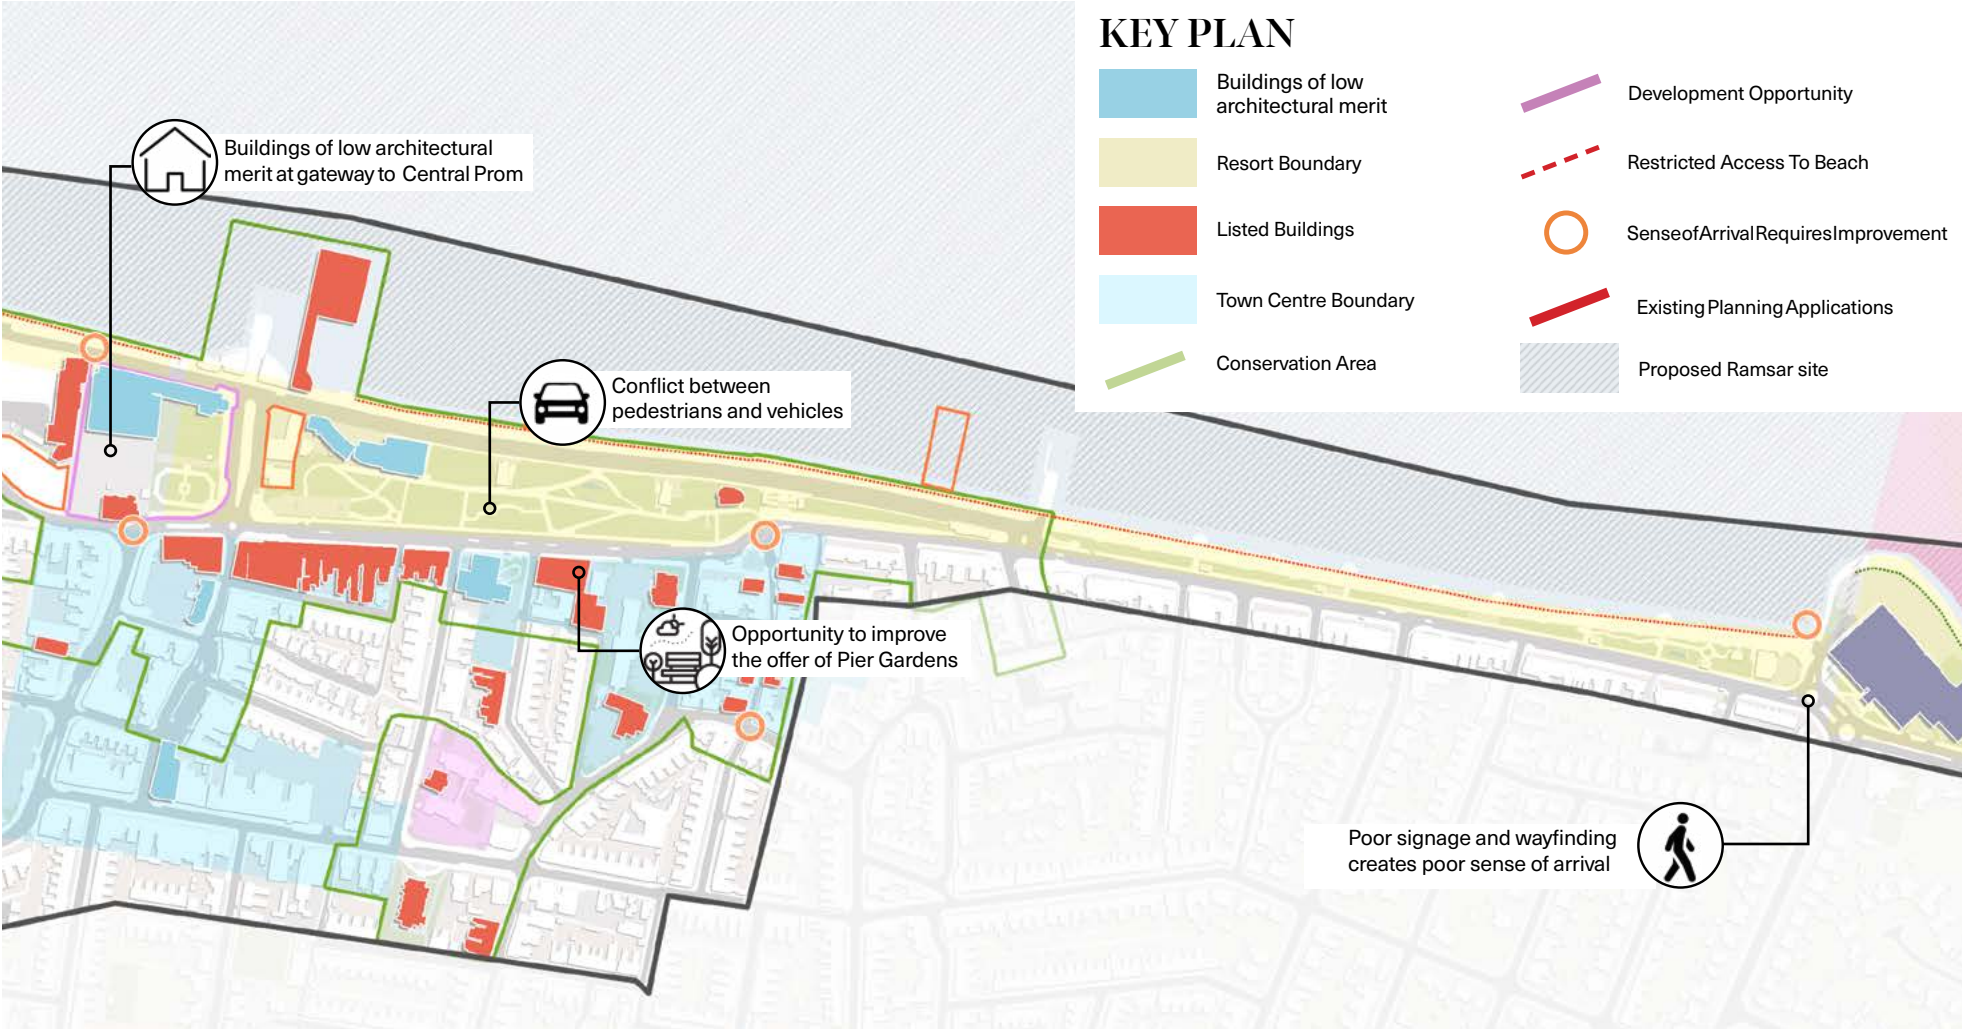 KEY PLAN
Buildings of low
architectural merit
Resort Boundary
Listed Buildings
Town Centre Boundary
Conservation Area
Development Opportunity
Restricted Access To Beach
SenseofArrivalRequiresImprovement
Existing Planning Applications
Proposed Ramsar site
Buildings of low architectural
merit at gateway to Central Prom
Conflict between
pedestrians and vehicles
Opportunity to improve
the offer of Pier Gardens
Poor signage and wayfinding
creates poor sense of arrival